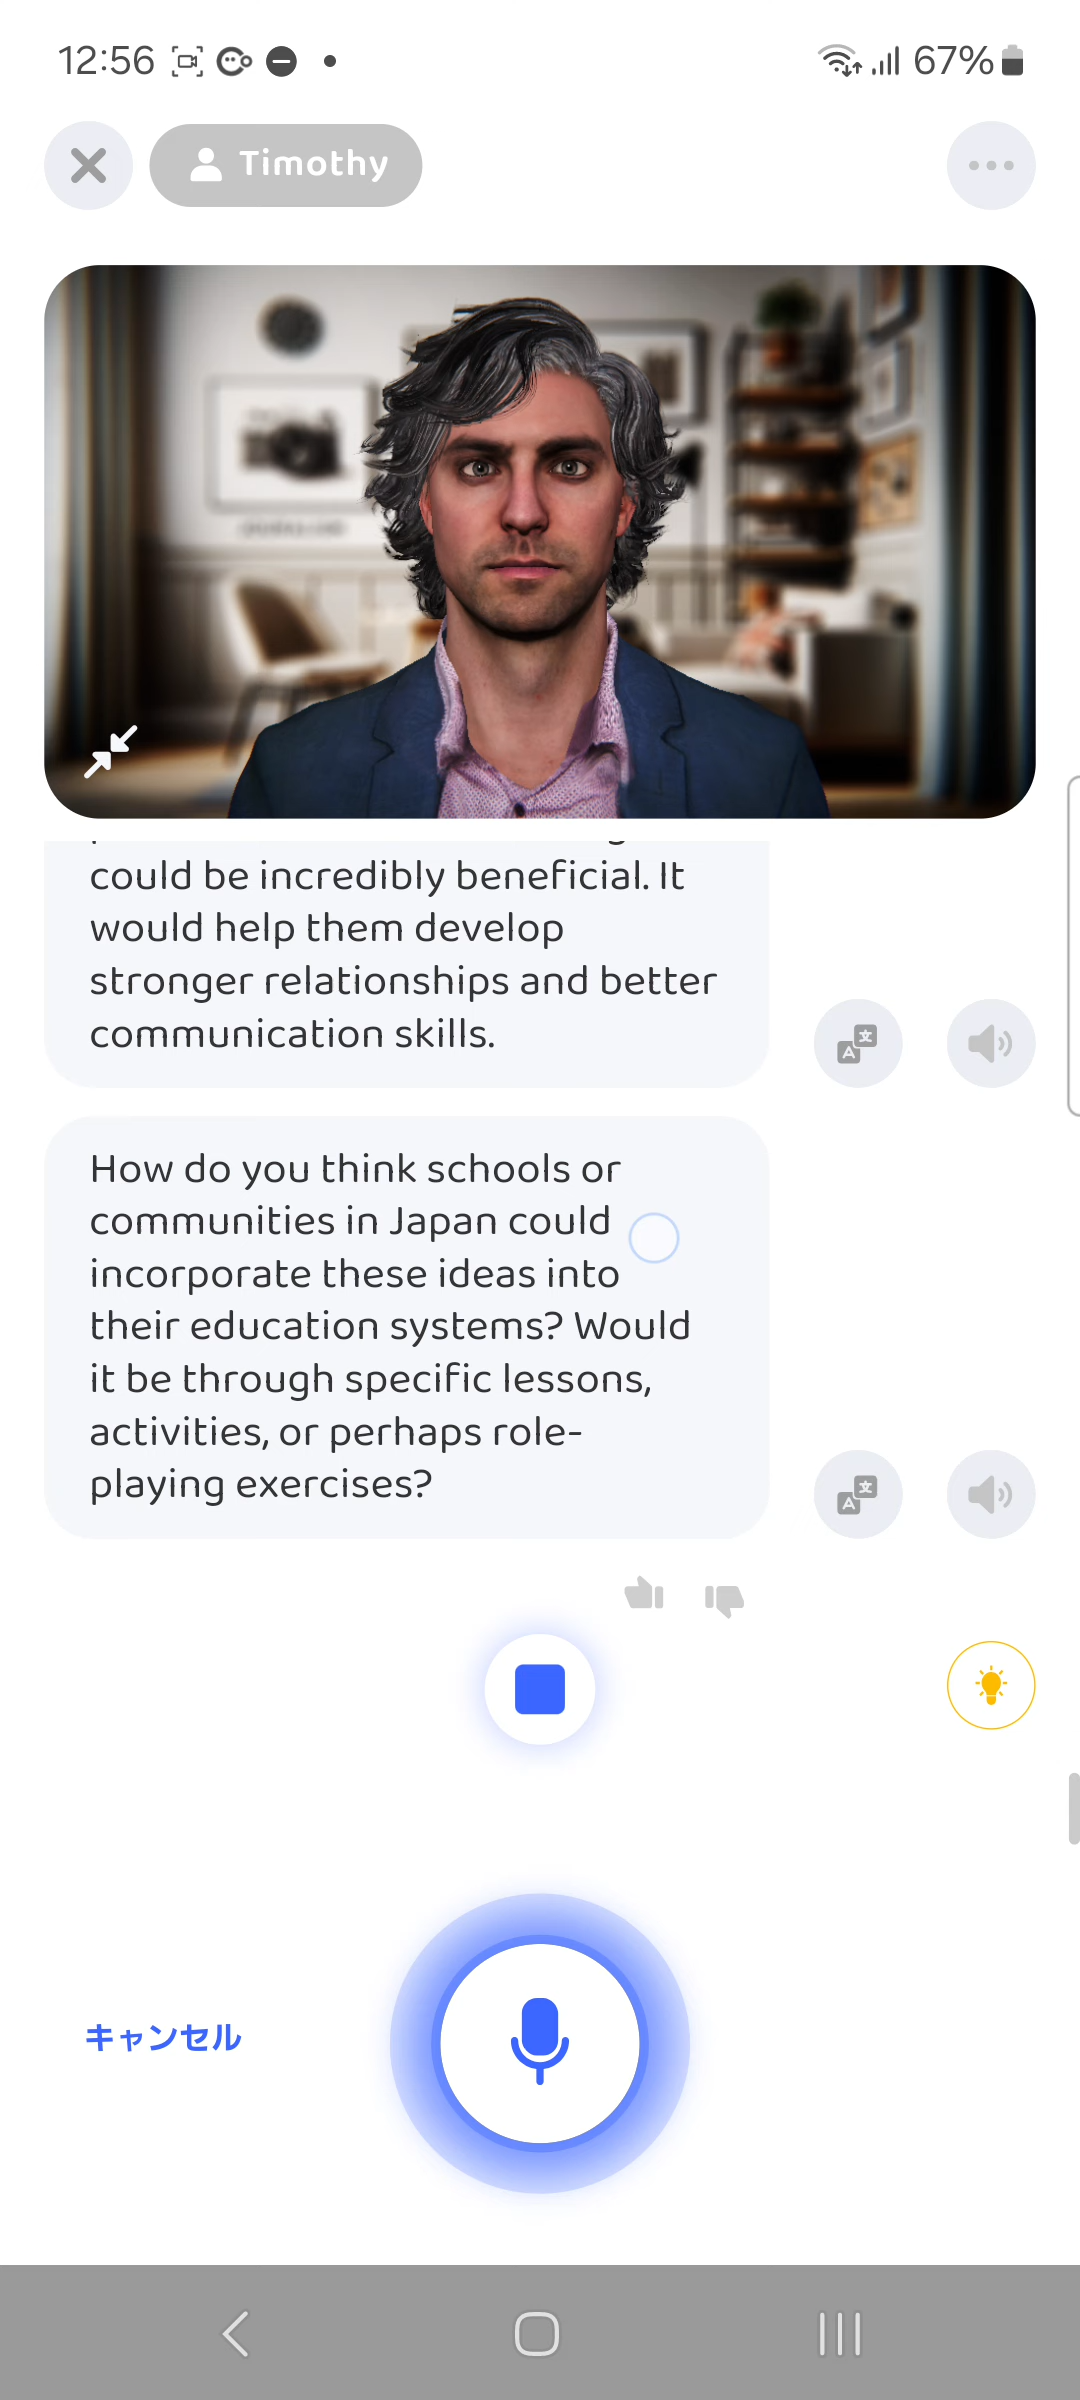 12:56
67%
Timothy
could be incredibly beneficial. It
would help them develop
stronger relationships and better
communication skills.
How do you think schools or
communities in Japan could
incorporate these ideas into
their education systems? Would
it be through specific lessons,
activities, or perhaps role-
playing exercises?
キャンセル